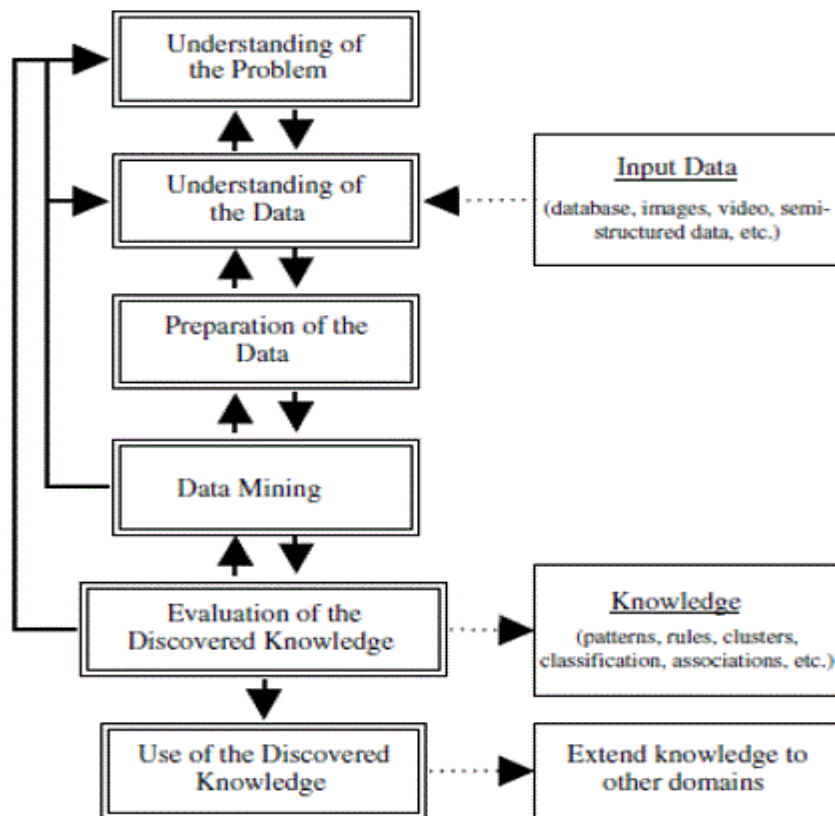 Understanding of
the Problem
Understanding of
the Data
Input Data
(database, images, video, semi-
structured data, etc.)
Preparation of the
Data
Data Mining
Evaluation of the
Discovered Knowledge
Knowledge
(patterns, rules, clusters,
classification, associations, etc.)
Use of the Discovered
Knowledge
Extend knowledge to
other domains